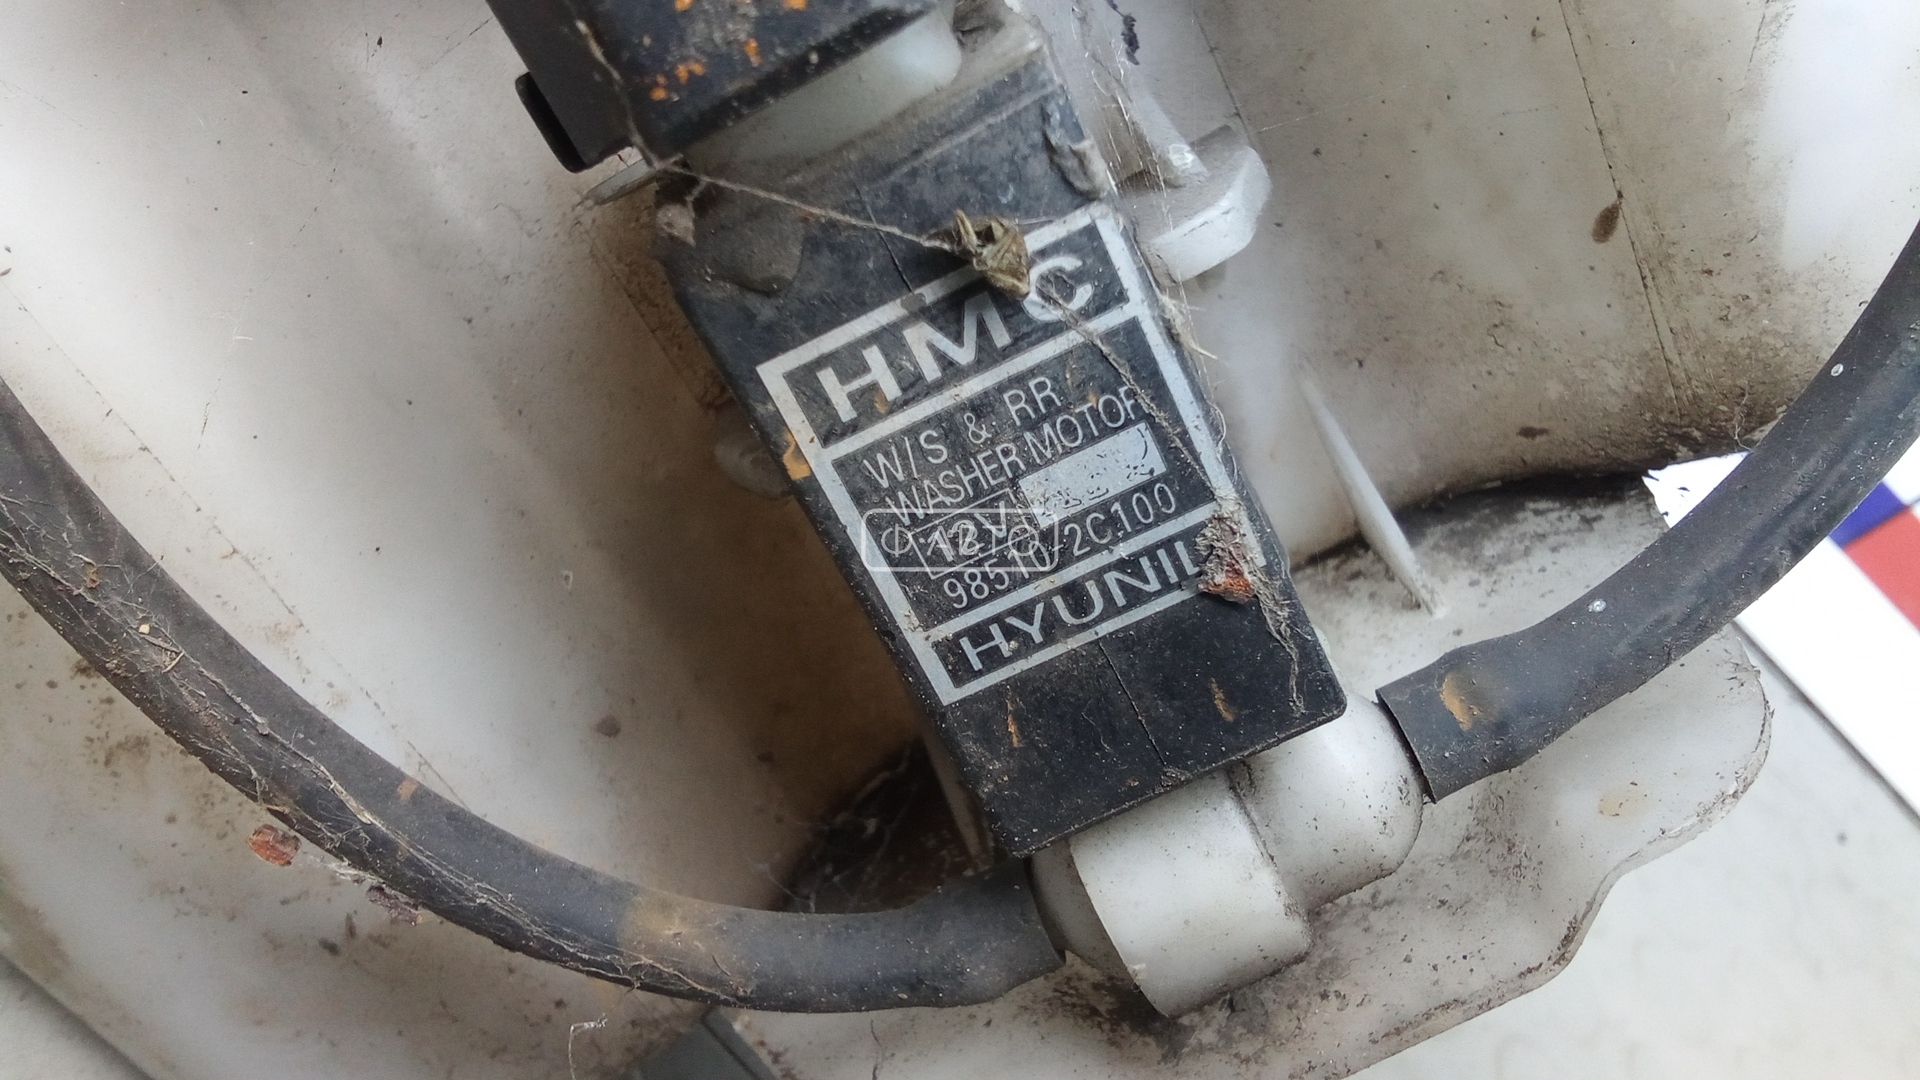 HMC
W/S & RR
WASHER MOTOR
12V
98510-2C100
HYUNIL